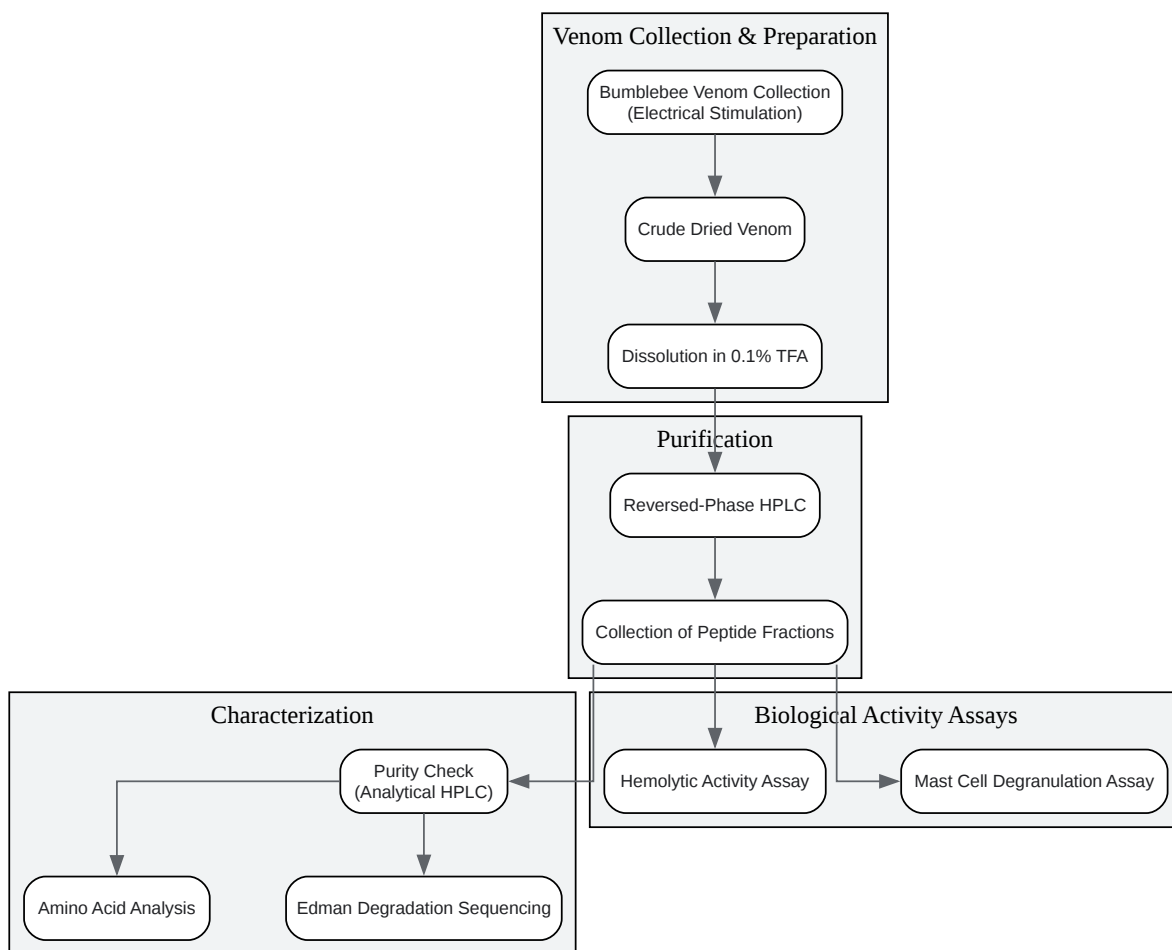 Venom Collection & Preparation
Bumblebee Venom Collection
(Electrical Stimulation)
Crude Dried Venom
Dissolution in 0.1% TFA
Purification
Reversed-Phase HPLC
Collection of Peptide Fractions
Characterization
Biological Activity Assays
Purity Check
(Analytical HPLC)
Hemolytic Activity Assay
Mast Cell Degranulation Assay
Amino Acid Analysis
Edman Degradation Sequencing